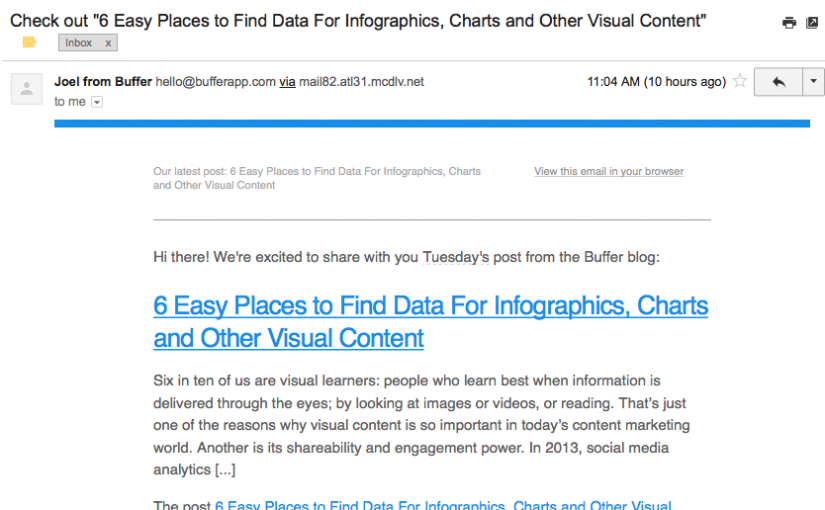 Check out "6 Easy Places to Find Data For Infographics, Charts and Other Visual Content"
Inbox x
Joel from Buffer hello@bufferapp.com via mail82.atl31.mcdlv.net 11:04 AM (10 hours ago)
to me
Our latest post: 6 Easy Places to Find Data For Infographics, Charts View this email in your browser
and Other Visual Content
Hi there! We're excited to share with you Tuesday's post from the Buffer blog:
6 Easy Places to Find Data For Infographics, Charts
and Other Visual Content
Six in ten of us are visual learners: people who learn best when information is
delivered through the eyes; by looking at images or videos, or reading. That's just
one of the reasons why visual content is so important in today's content marketing
world. Another is its shareability and engagement power. In 2013, social media
analytics [...]
The post 6 Easy Places to Find Data For Infographics, Charts and Other Visual